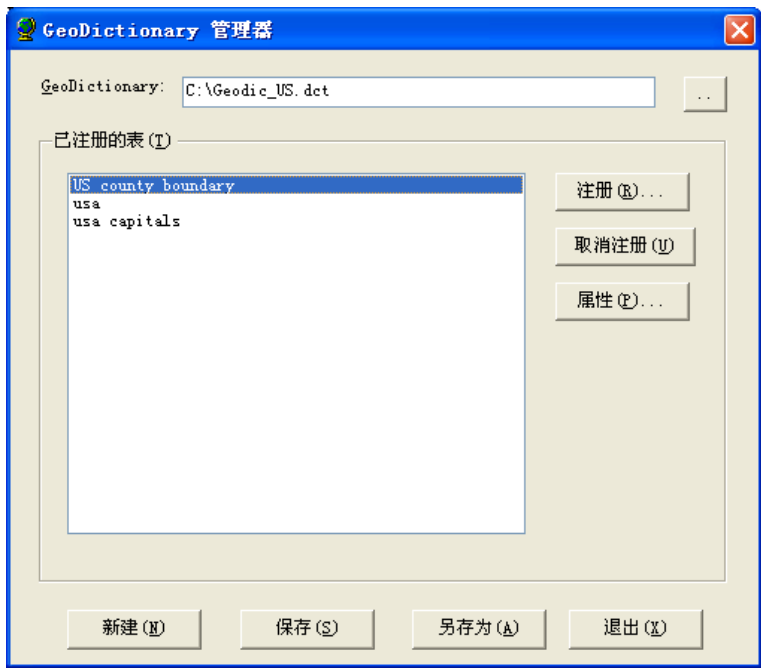 GeoDictionary 管理器
GeoDictionary:
C:\Geodic_US.dct
..
已注册的表(T)
US county boundary
usa
usa capitals
注册(R)...
取消注册(U)
属性(P)...
新建(N)
保存(S)
另存为(A)
退出(X)